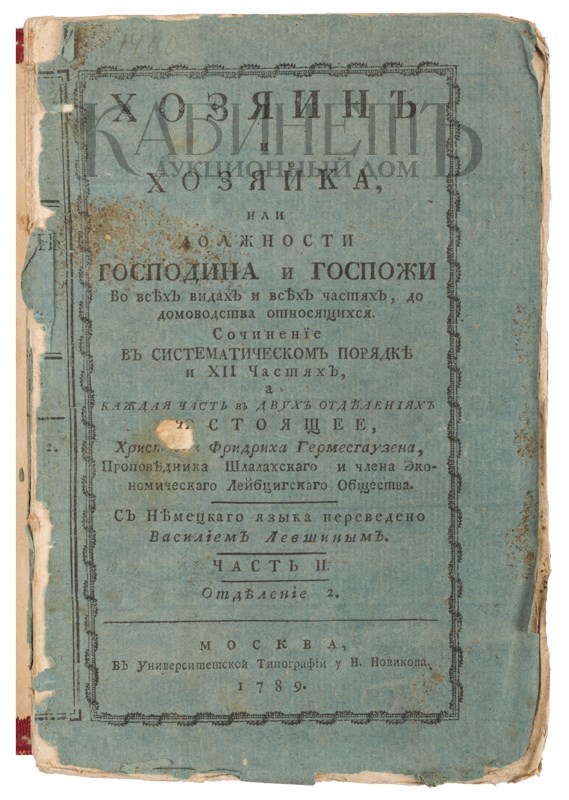 ХОЗЯИНЪ
и
ХОЗЯЙКА,
или
ДОЛЖНОСТИ
ГОСПОДИНА и ГОСПОЖИ
Во всѣхъ видахъ и всѣхъ частяхъ, до
домоводства относящихся.
Сочиненіе
ВЪ СИСТЕМАТИЧЕСКОМЪ ПОРЯДКѢ
и XII Частяхъ,
а
КАЖДАЯ ЧАСТЬ въ ДВУХЪ ОТДѢЛЕНІЯХЪ
СТОЯЩЕЕ,
Фридриха Гермесгаузена,
Проповѣдника Шлалахскаго и члена Эко-
номическаго Лейбцигскаго Общества.
Съ Нѣмецкаго языка переведено
Василіемъ Левшинымъ.
ЧАСТЬ II.
Отдѣленіе 2.
МОСКВА,
Въ Университетской Типографіи у Н. Новикова,
1789.
2.
КАБИНЕТЪ
АУКЦИОННЫЙ ДОМ